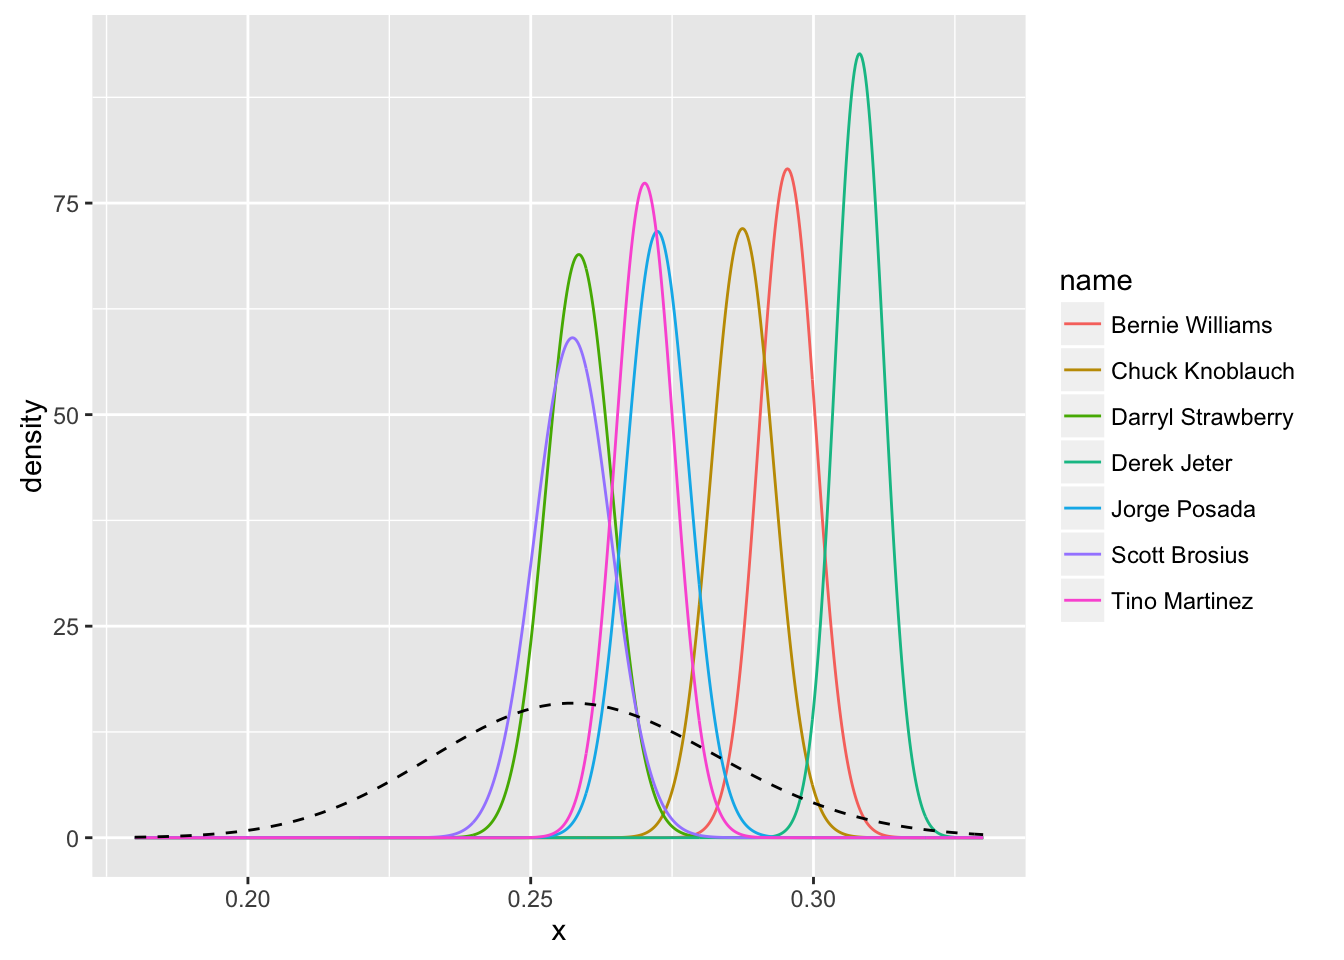 75
50
25
0
density
0.20
0.25
0.30
x
name
Bernie Williams
Chuck Knoblauch
Darryl Strawberry
Derek Jeter
Jorge Posada
Scott Brosius
Tino Martinez